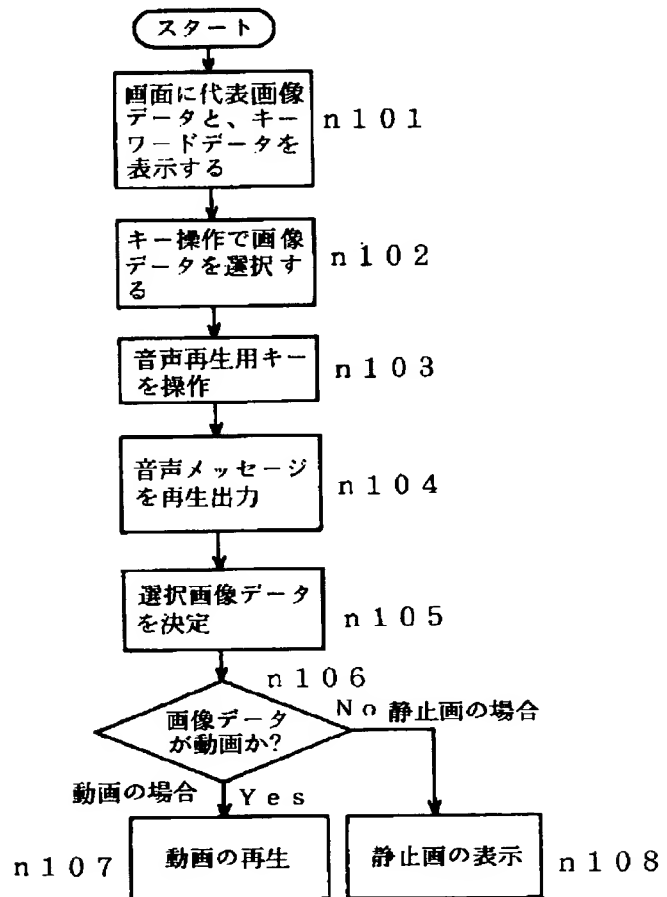 スタート
画面に代表画像
データと、キー
ワードデータを
表示する
n101
キー操作で画像
データを選択す
る
n102
音声再生用キー
を操作
n103
音声メッセージ
を再生出力
n104
選択画像データ
を決定
n105
n106
画像データ
が動画か?
No 静止画の場合
動画の場合 Yes
n107
動画の再生
静止画の表示
n108